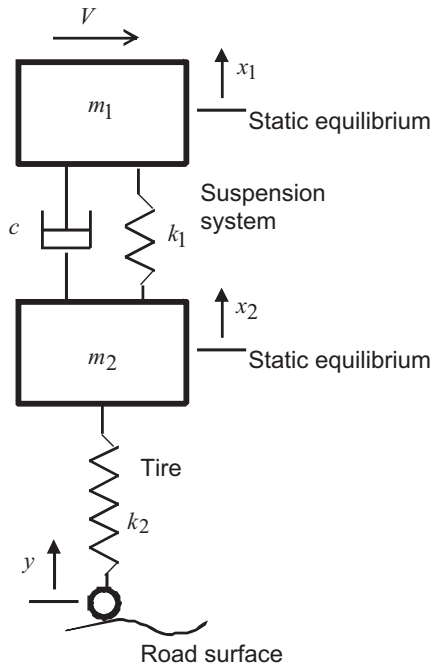 V
x1
m1
Static equilibrium
Suspension
system
c
k1
x2
m2
Static equilibrium
Tire
k2
y
Road surface